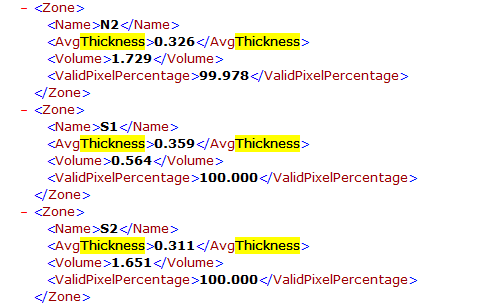 - <Zone>
<Name>N2</Name>
<AvgThickness>0.326</AvgThickness>
<Volume>1.729</Volume>
<ValidPixelPercentage>99.978</ValidPixelPercentage>
</Zone>
- <Zone>
<Name>S1</Name>
<AvgThickness>0.359</AvgThickness>
<Volume>0.564</Volume>
<ValidPixelPercentage>100.000</ValidPixelPercentage>
</Zone>
- <Zone>
<Name>S2</Name>
<AvgThickness>0.311</AvgThickness>
<Volume>1.651</Volume>
<ValidPixelPercentage>100.000</ValidPixelPercentage>
</Zone>